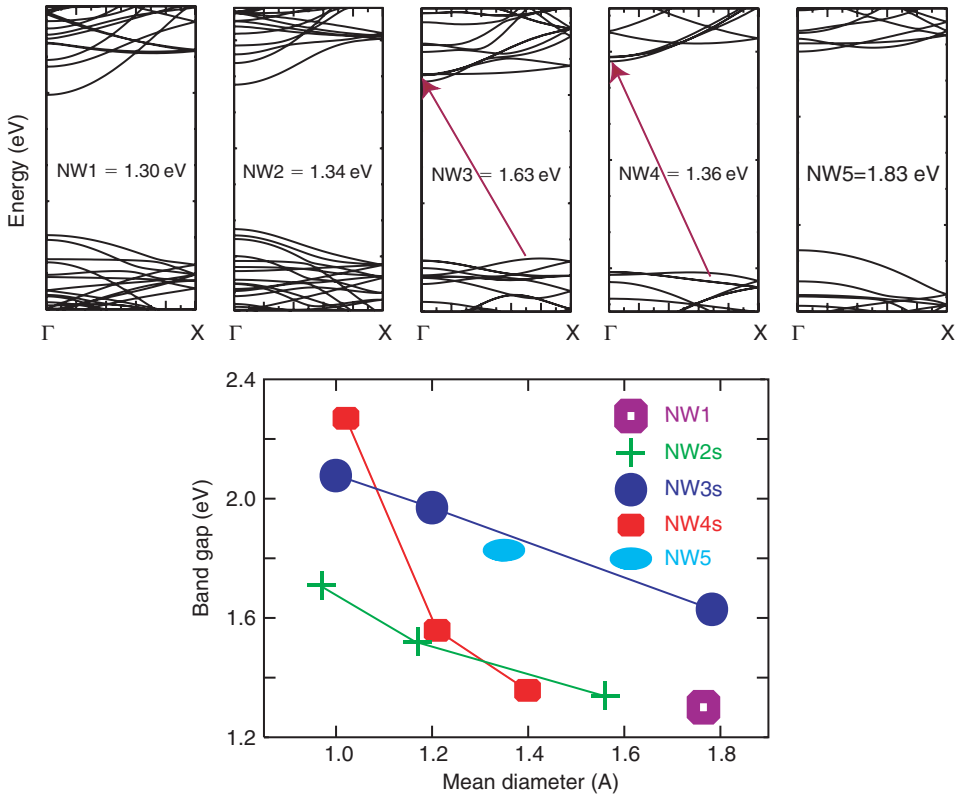 Energy (eV)
NW1 = 1.30 eV
NW2 = 1.34 eV
NW3 = 1.63 eV
NW4 = 1.36 eV
NW5=1.83 eV
Γ X Γ X Γ X Γ X Γ X
Band gap (eV)
2.4
2.0
1.6
1.2
NW1
NW2s
NW3s
NW4s
NW5
1.0 1.2 1.4 1.6 1.8
Mean diameter (A)